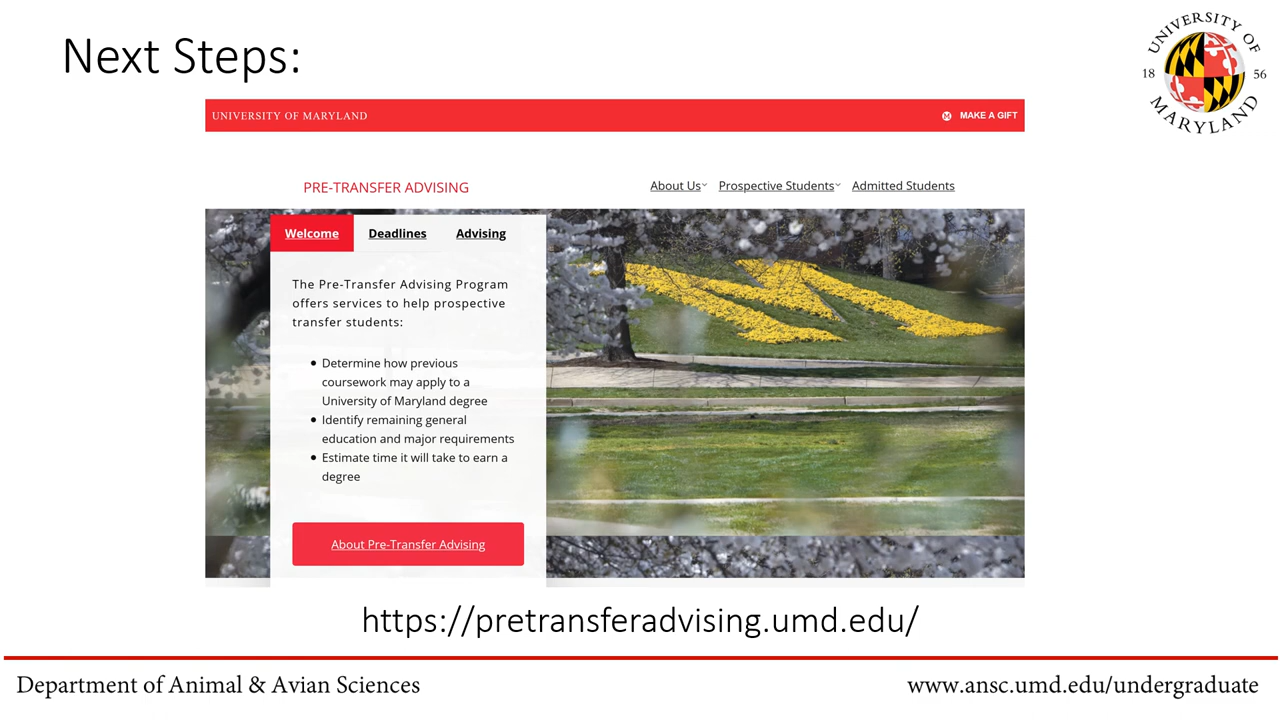 Next Steps:
UNIVERSITY OF
18 56
MARYLAND
UNIVERSITY OF MARYLAND
MAKE A GIFT
PRE-TRANSFER ADVISING
About Us Prospective Students Admitted Students
Welcome Deadlines Advising
The Pre-Transfer Advising Program
offers services to help prospective
transfer students:
• Determine how previous
coursework may apply to a
University of Maryland degree
• Identify remaining general
education and major requirements
• Estimate time it will take to earn a
degree
About Pre-Transfer Advising
https://pretransferadvising.umd.edu/
Department of Animal & Avian Sciences
www.ansc.umd.edu/undergraduate